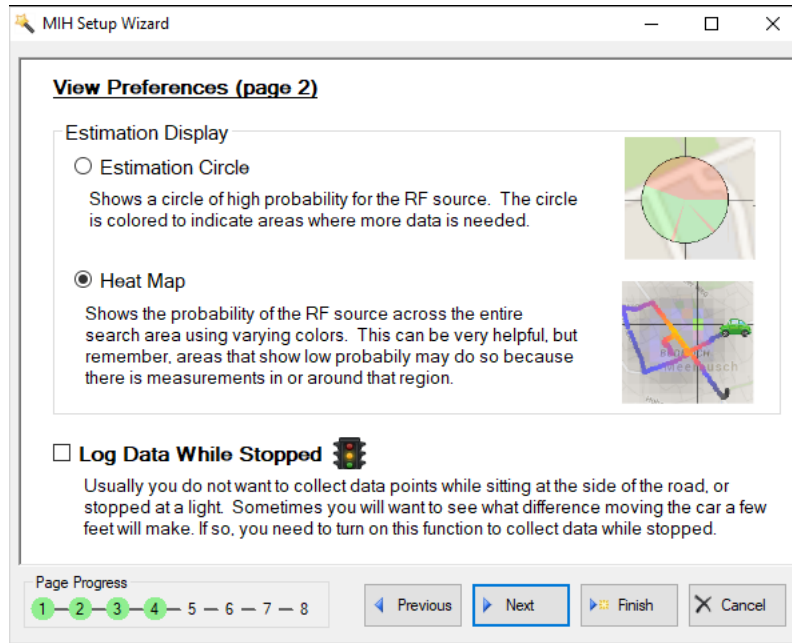 MIH Setup Wizard
View Preferences (page 2)
Estimation Display
Estimation Circle
Shows a circle of high probability for the RF source. The circle
is colored to indicate areas where more data is needed.
Heat Map
Shows the probability of the RF source across the entire
search area using varying colors. This can be very helpful, but
remember, areas that show low probabily may do so because
there is measurements in or around that region.
Log Data While Stopped
Usually you do not want to collect data points while sitting at the side of the road, or
stopped at a light. Sometimes you will want to see what difference moving the car a few
feet will make. If so, you need to turn on this function to collect data while stopped.
Page Progress
1 – 2 – 3 – 4 – 5 – 6 – 7 – 8
Previous
Next
Finish
Cancel